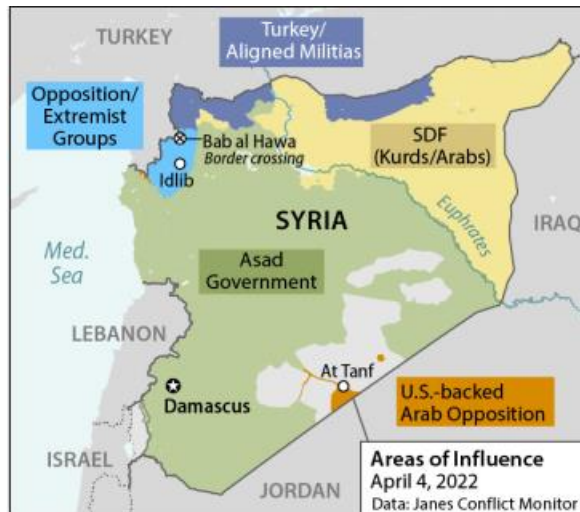 TURKEY
Turkey/
Aligned Militias
Opposition/
Extremist
Groups
Bab al Hawa
Border crossing
Idlib
SDF
(Kurds/Arabs)
SYRIA
Euphrates
IRAQ
Med.
Sea
Asad
Government
LEBANON
At Tanf
Damascus
U.S.-backed
Arab Opposition
ISRAEL
JORDAN
Areas of Influence
April 4, 2022
Data: Janes Conflict Monitor